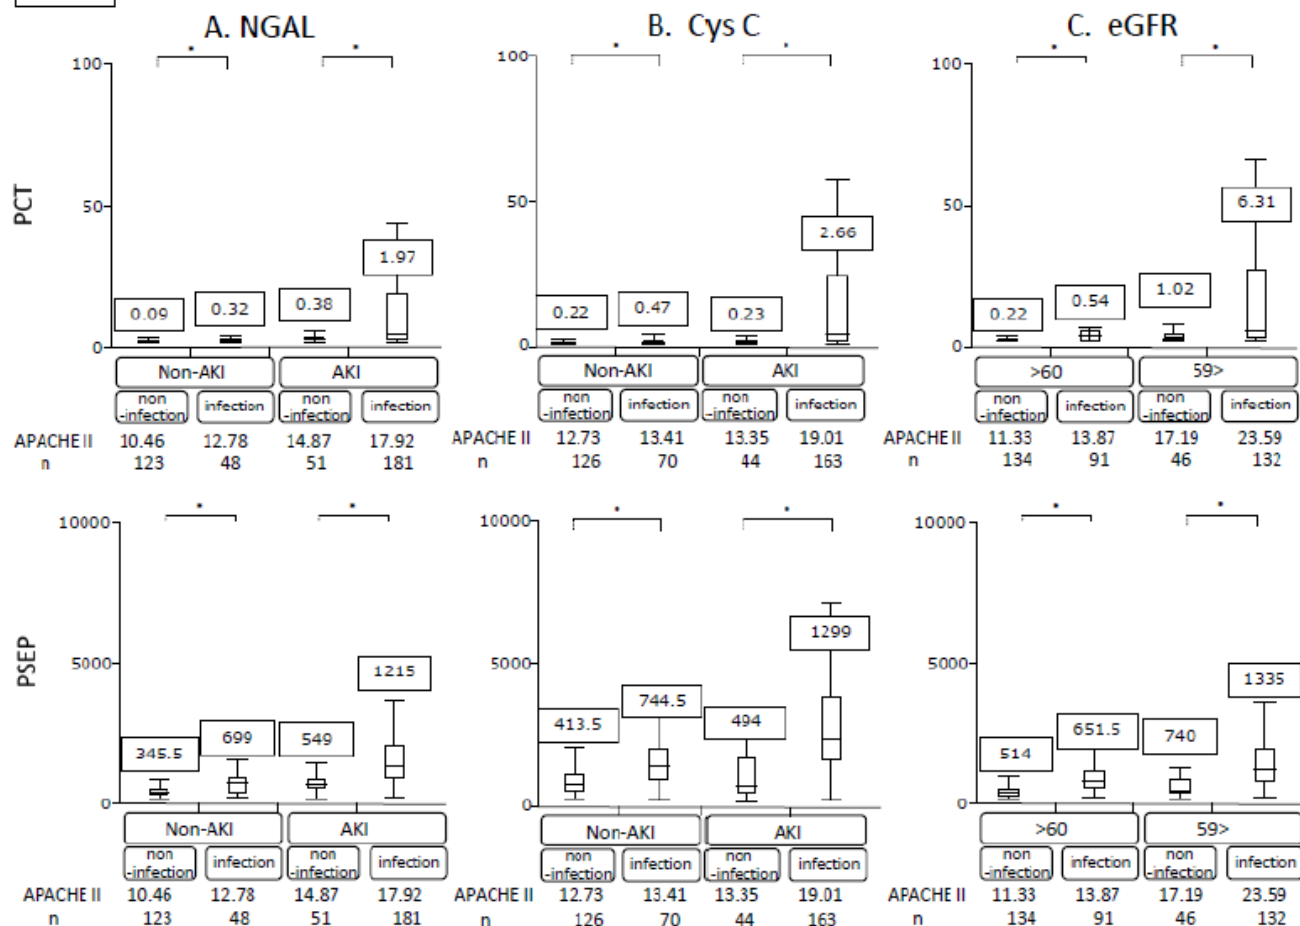 A. NGAL B. Cys C C. eGFR
* * * * * *
100 100 100
PCT
50 50 50
6.31
2.66
1.97
0.09 0.32 0.38 0.22 0.47 0.23 0.22 0.54 1.02
0 0 0
Non-AKI AKI Non-AKI AKI >60 59>
non -infection infection non -infection infection non -infection infection non -infection infection non -infection infection non -infection infection
APACHE II 10.46 12.78 14.87 17.92 APACHE II 12.73 13.41 13.35 19.01 APACHE II 11.33 13.87 17.19 23.59
n 123 48 51 181 n 126 70 44 163 n 134 91 46 132
* * * * * *
10000 10000 10000
PSEP
1299
5000 5000 5000
1215 1335
345.5 699 549 413.5 744.5 494 514 651.5 740
0 0 0
Non-AKI AKI Non-AKI AKI >60 59>
non -infection infection non -infection infection non -infection infection non -infection infection non -infection infection non -infection infection
APACHE II 10.46 12.78 14.87 17.92 APACHE II 12.73 13.41 13.35 19.01 APACHE II 11.33 13.87 17.19 23.59
n 123 48 51 181 n 126 70 44 163 n 134 91 46 132